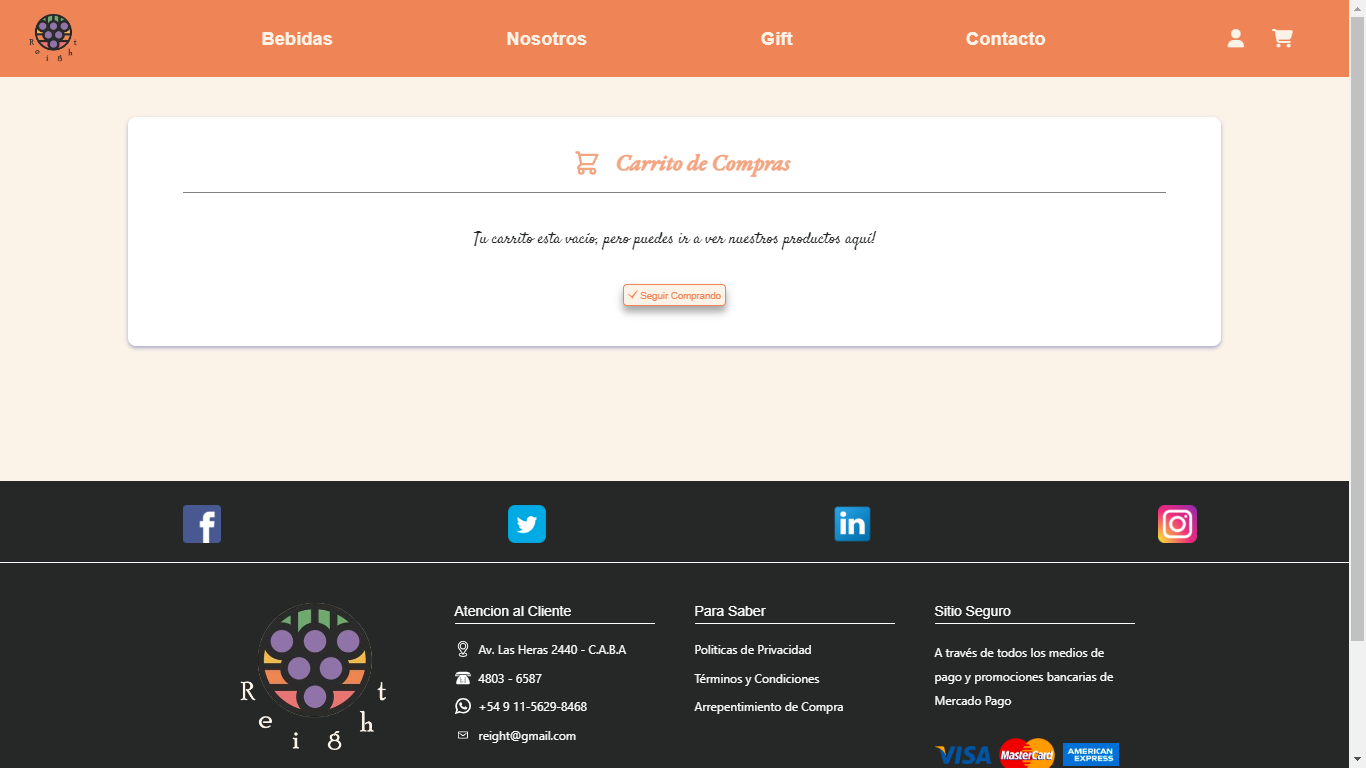 Reight
Bebidas
Nosotros
Gift
Contacto
Carrito de Compras
Tu carrito esta vacío, pero puedes ir a ver nuestros productos aquí!
Seguir Comprando
f
in
Reight
Atencion al Cliente
Av. Las Heras 2440 - C.A.B.A
4803 - 6587
+54 9 11-5629-8468
reight@gmail.com
Para Saber
Politicas de Privacidad
Términos y Condiciones
Arrepentimiento de Compra
Sitio Seguro
A través de todos los medios de
pago y promociones bancarias de
Mercado Pago
VISA
MasterCard
AMERICAN
EXPRESS